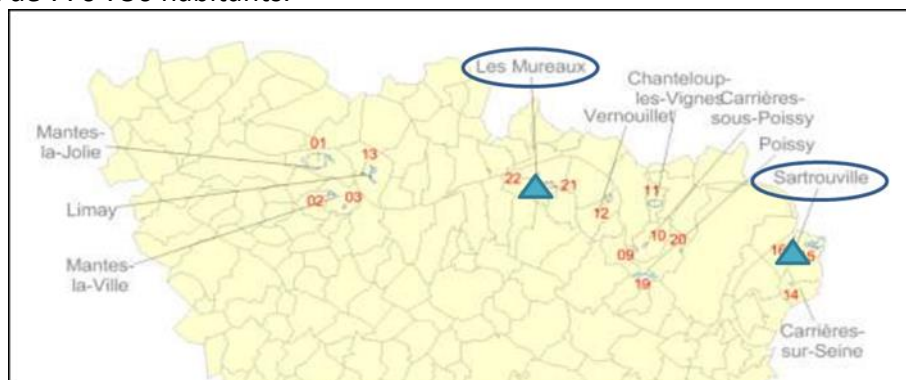 Les Mureaux
Chanteloup-
les-Vignes
Vernouillet
Carrières-
sous-Poissy
Poissy
Sartrouville
Mantes-
la-Jolie
01
13
Limay
02
03
Mantes-
la-Ville
22
21
12
11
10
20
09
19
16
14
Carrières-
sur-Seine